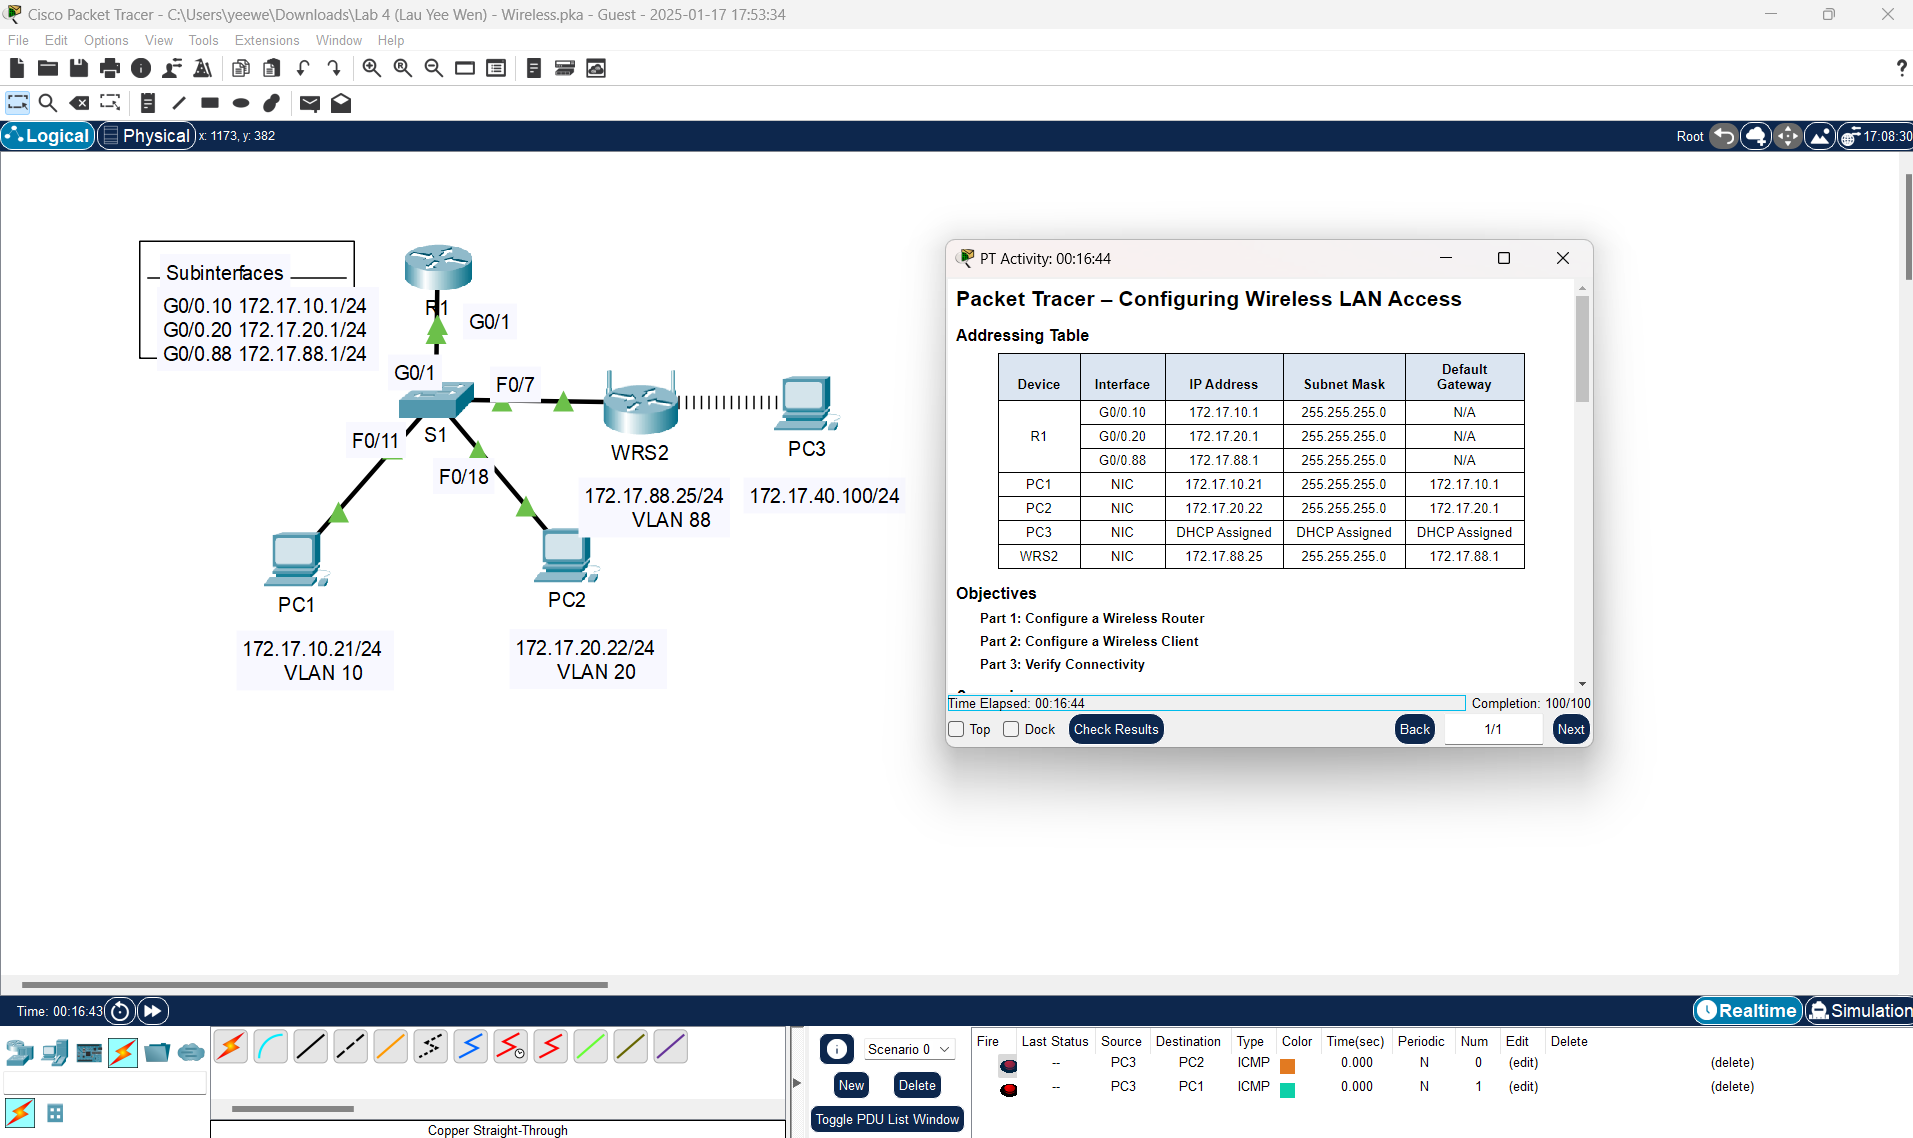 Cisco Packet Tracer - C:\Users\yeewe\Downloads\Lab 4 (Lau Yee Wen) - Wireless.pka - Guest - 2025-01-17 17:53:34
File Edit Options View Tools Extensions Window Help
?
Logical Physical x: 1173, y: 382 Root 17:08:30
Subinterfaces
G0/0.10 172.17.10.1/24
G0/0.20 172.17.20.1/24
G0/0.88 172.17.88.1/24
R1
G0/1
G0/1
F0/7
S1
F0/11
F0/18
WRS2
PC3
172.17.88.25/24
VLAN 88
172.17.40.100/24
PC1
PC2
172.17.10.21/24
VLAN 10
172.17.20.22/24
VLAN 20
PT Activity: 00:16:44
Packet Tracer – Configuring Wireless LAN Access
Addressing Table
Device Interface IP Address Subnet Mask Default Gateway
R1 G0/0.10 172.17.10.1 255.255.255.0 N/A
G0/0.20 172.17.20.1 255.255.255.0 N/A
G0/0.88 172.17.88.1 255.255.255.0 N/A
PC1 NIC 172.17.10.21 255.255.255.0 172.17.10.1
PC2 NIC 172.17.20.22 255.255.255.0 172.17.20.1
PC3 NIC DHCP Assigned DHCP Assigned DHCP Assigned
WRS2 NIC 172.17.88.25 255.255.255.0 172.17.88.1
Objectives
Part 1: Configure a Wireless Router
Part 2: Configure a Wireless Client
Part 3: Verify Connectivity
Time Elapsed: 00:16:44 Completion: 100/100
Top Dock Check Results Back 1/1 Next
Time: 00:16:43 Realtime Simulation
Scenario 0
New Delete
Toggle PDU List Window
Copper Straight-Through
Fire Last Status Source Destination Type Color Time(sec) Periodic Num Edit Delete
-- PC3 PC2 ICMP 0.000 N 0 (edit) (delete)
-- PC3 PC1 ICMP 0.000 N 1 (edit) (delete)